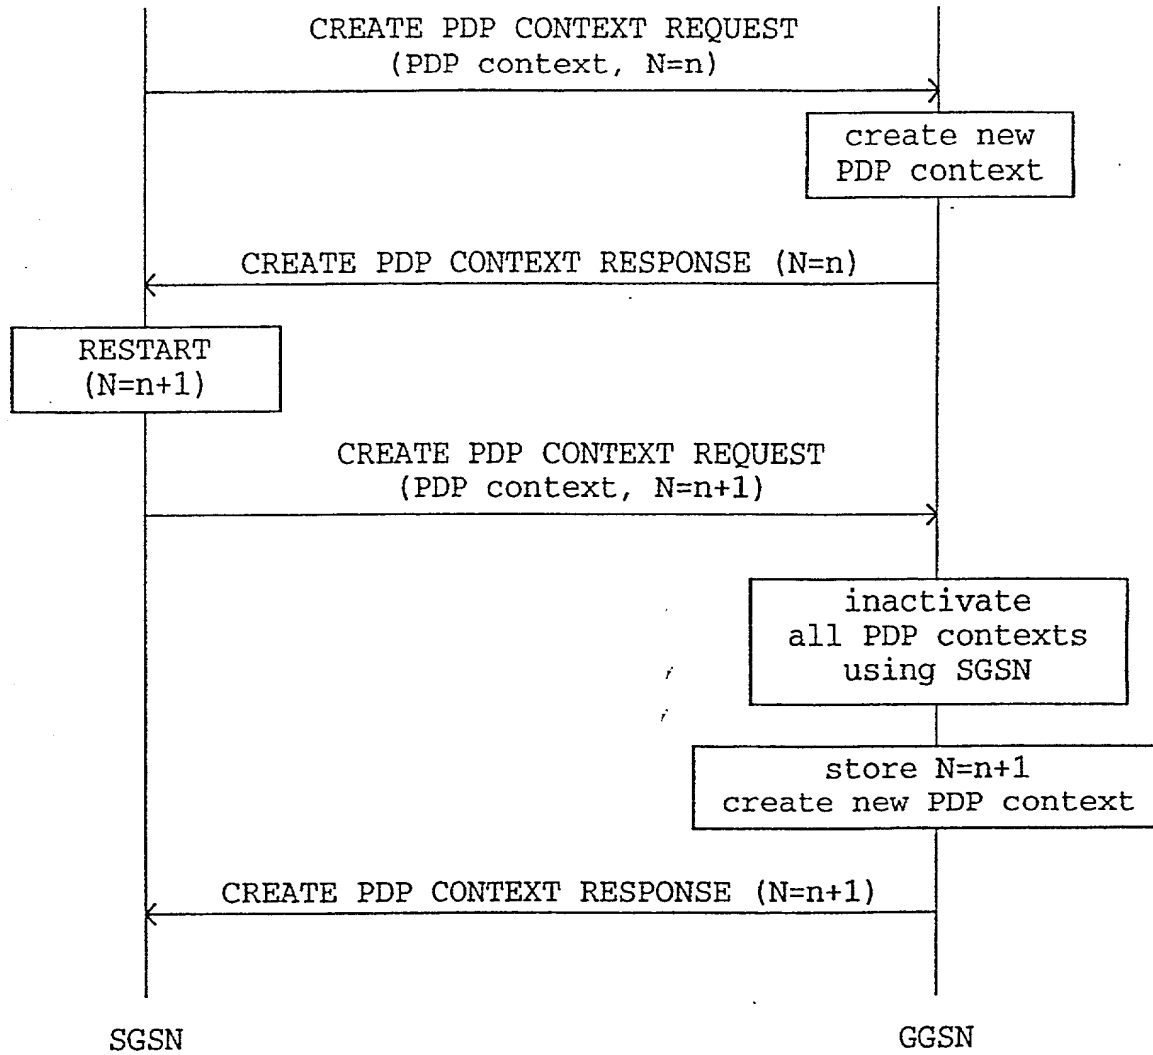 CREATE PDP CONTEXT REQUEST
(PDP context, N=n)
create new
PDP context
CREATE PDP CONTEXT RESPONSE (N=n)
RESTART
(N=n+1)
CREATE PDP CONTEXT REQUEST
(PDP context, N=n+1)
inactivate
all PDP contexts
using SGSN
store N=n+1
create new PDP context
CREATE PDP CONTEXT RESPONSE (N=n+1)
SGSN
GGSN